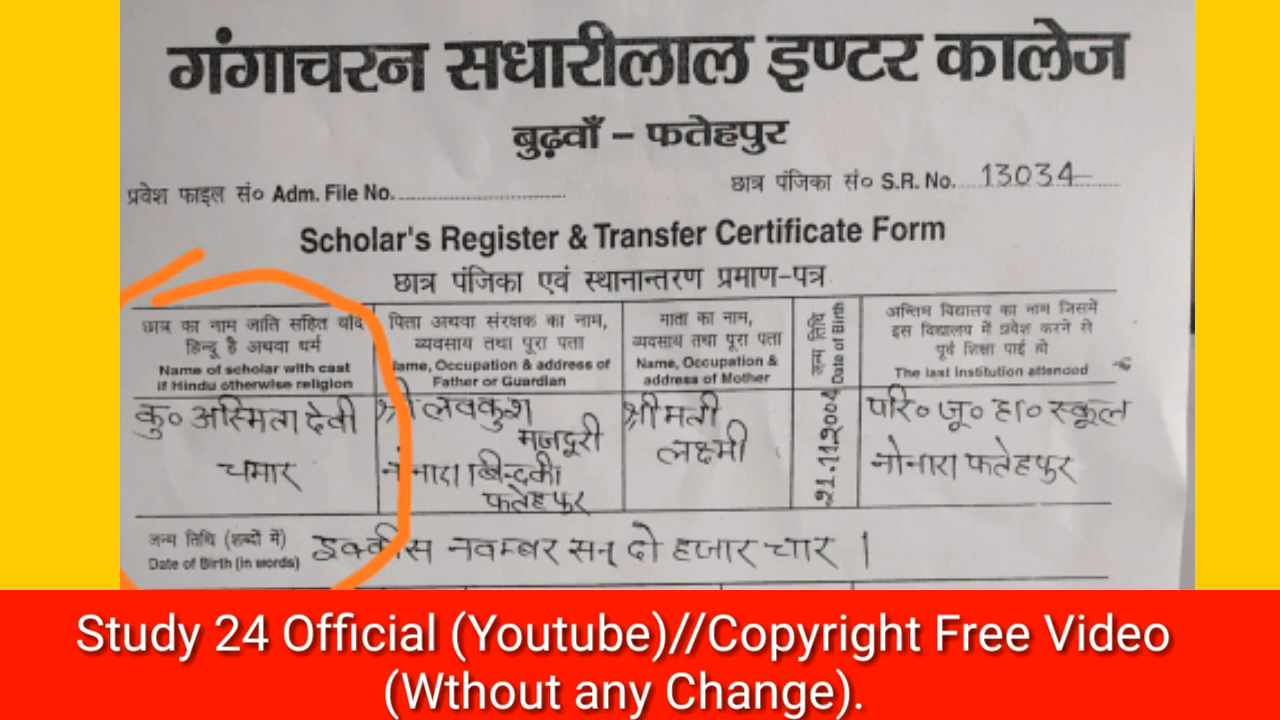 गंगाचरन सधारीलाल इण्टर कालेज
बुढ़वाँ – फतेहपुर
प्रवेश फाइल सं० Adm. File No.
छात्र पंजिका सं० S.R. No. 13034
Scholar's Register & Transfer Certificate Form
छात्र पंजिका एवं स्थानान्तरण प्रमाण-पत्र
छात्र का नाम जाति सहित यदि
हिन्दू है अथवा धर्म
Name of scholar with cast
if Hindu otherwise religion
पिता अथवा संरक्षक का नाम,
व्यवसाय तथा पूरा पता
ame, Occupation & address of
Father or Guardian
माता का नाम,
व्यवसाय तथा पूरा पता
Name, Occupation &
address of Mother
जन्म तिथि
Date of Birth
अन्तिम विद्यालय का नाम जिसमें
इस विद्यालय में प्रवेश करने से
पूर्व शिक्षा पाई हो
The last Institution attended
कु० अस्मिता देवी
चमार
श्री लवकुश
मजदूरी
नोनारा बिन्दकी
फतेहपुर
श्रीमती
लक्ष्मी
21.11.2004
परि० जू० हा० स्कूल
नोनारा फतेहपुर
जन्म तिथि (शब्दों में)
Date of Birth (in words)
इक्कीस नवम्बर सन् दो हजार चार |
Study 24 Official (Youtube)//Copyright Free Video
(Wthout any Change).